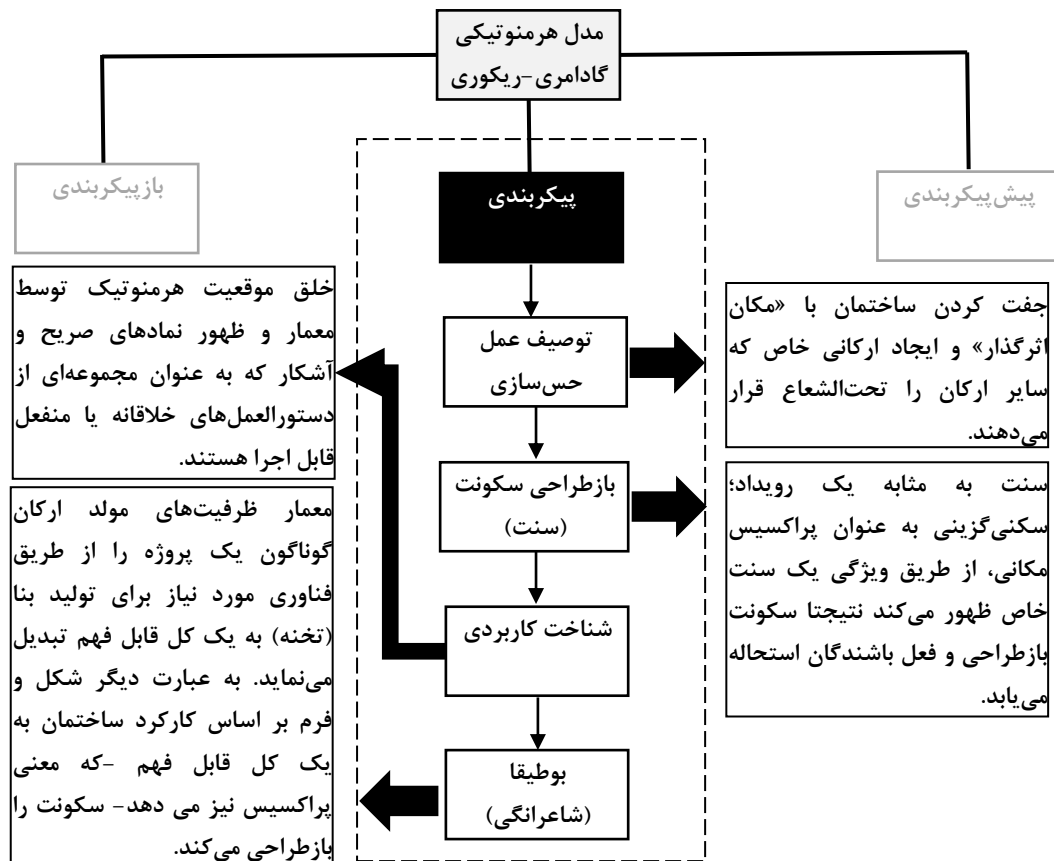 مدل هرمنوتیکی
گادامری-ریکوری
پیش‌پیکربندی
پیکربندی
بازپیکربندی
توصیف عمل
حس‌سازی
بازطراحی سکونت
(سنت)
شناخت کاربردی
بوطیقا
(شاعرانگی)
جفت کردن ساختمان با «مکان
اثرگذار» و ایجاد ارکانی خاص که
سایر ارکان را تحت‌الشعاع قرار
می‌دهند.
سنت به مثابه یک رویداد؛
سکنی‌گزینی به عنوان پراکسیس
مکانی، از طریق ویژگی یک سنت
خاص ظهور می‌کند نتیجتا سکونت
بازطراحی و فعل باشندگان استحاله
می‌یابد.
خلق موقعیت هرمنوتیک توسط
معمار و ظهور نمادهای صریح و
آشکار که به عنوان مجموعه‌ای از
دستورالعمل‌های خلاقانه یا منفعل
قابل اجرا هستند.
معمار ظرفیت‌های مولد ارکان
گوناگون یک پروژه را از طریق
فناوری مورد نیاز برای تولید بنا
(تخنه) به یک کل قابل فهم تبدیل
می‌نماید. به عبارت دیگر شکل و
فرم بر اساس کارکرد ساختمان به
یک کل قابل فهم -که معنی
پراکسیس نیز می دهد- سکونت را
بازطراحی می‌کند.